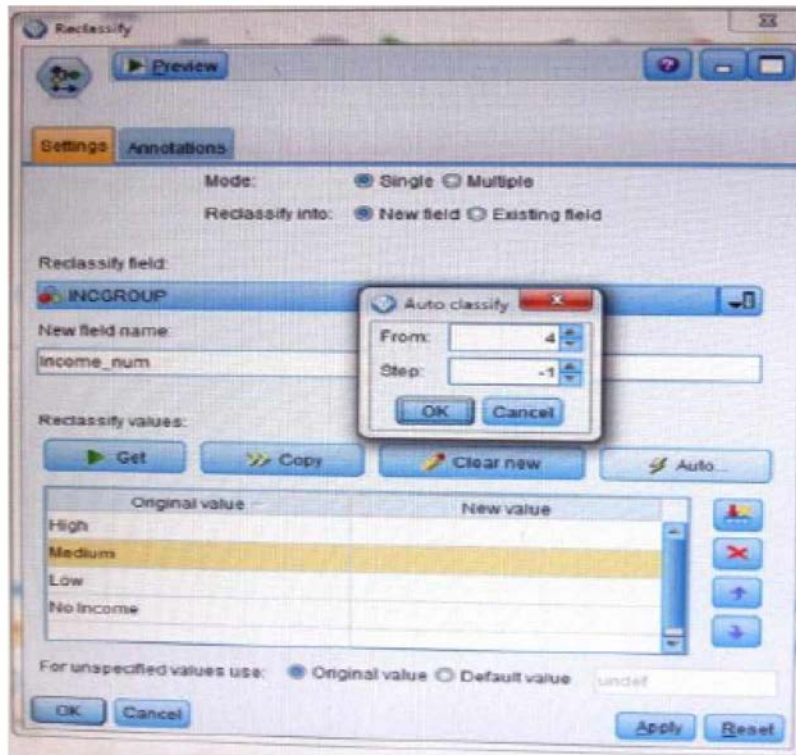 Reclassify
Preview
Settings Annotations
Mode: Single Multiple
Reclassify into: New field Existing field
Reclassify field:
INCGROUP
New field name:
Income_num
Auto classify
From: 4
Step: -1
OK Cancel
Reclassify values:
Get Copy Clear new Auto...
Original value New value
High
Medium
Low
No Income
For unspecified values use: Original value Default value undef
OK Cancel Apply Reset